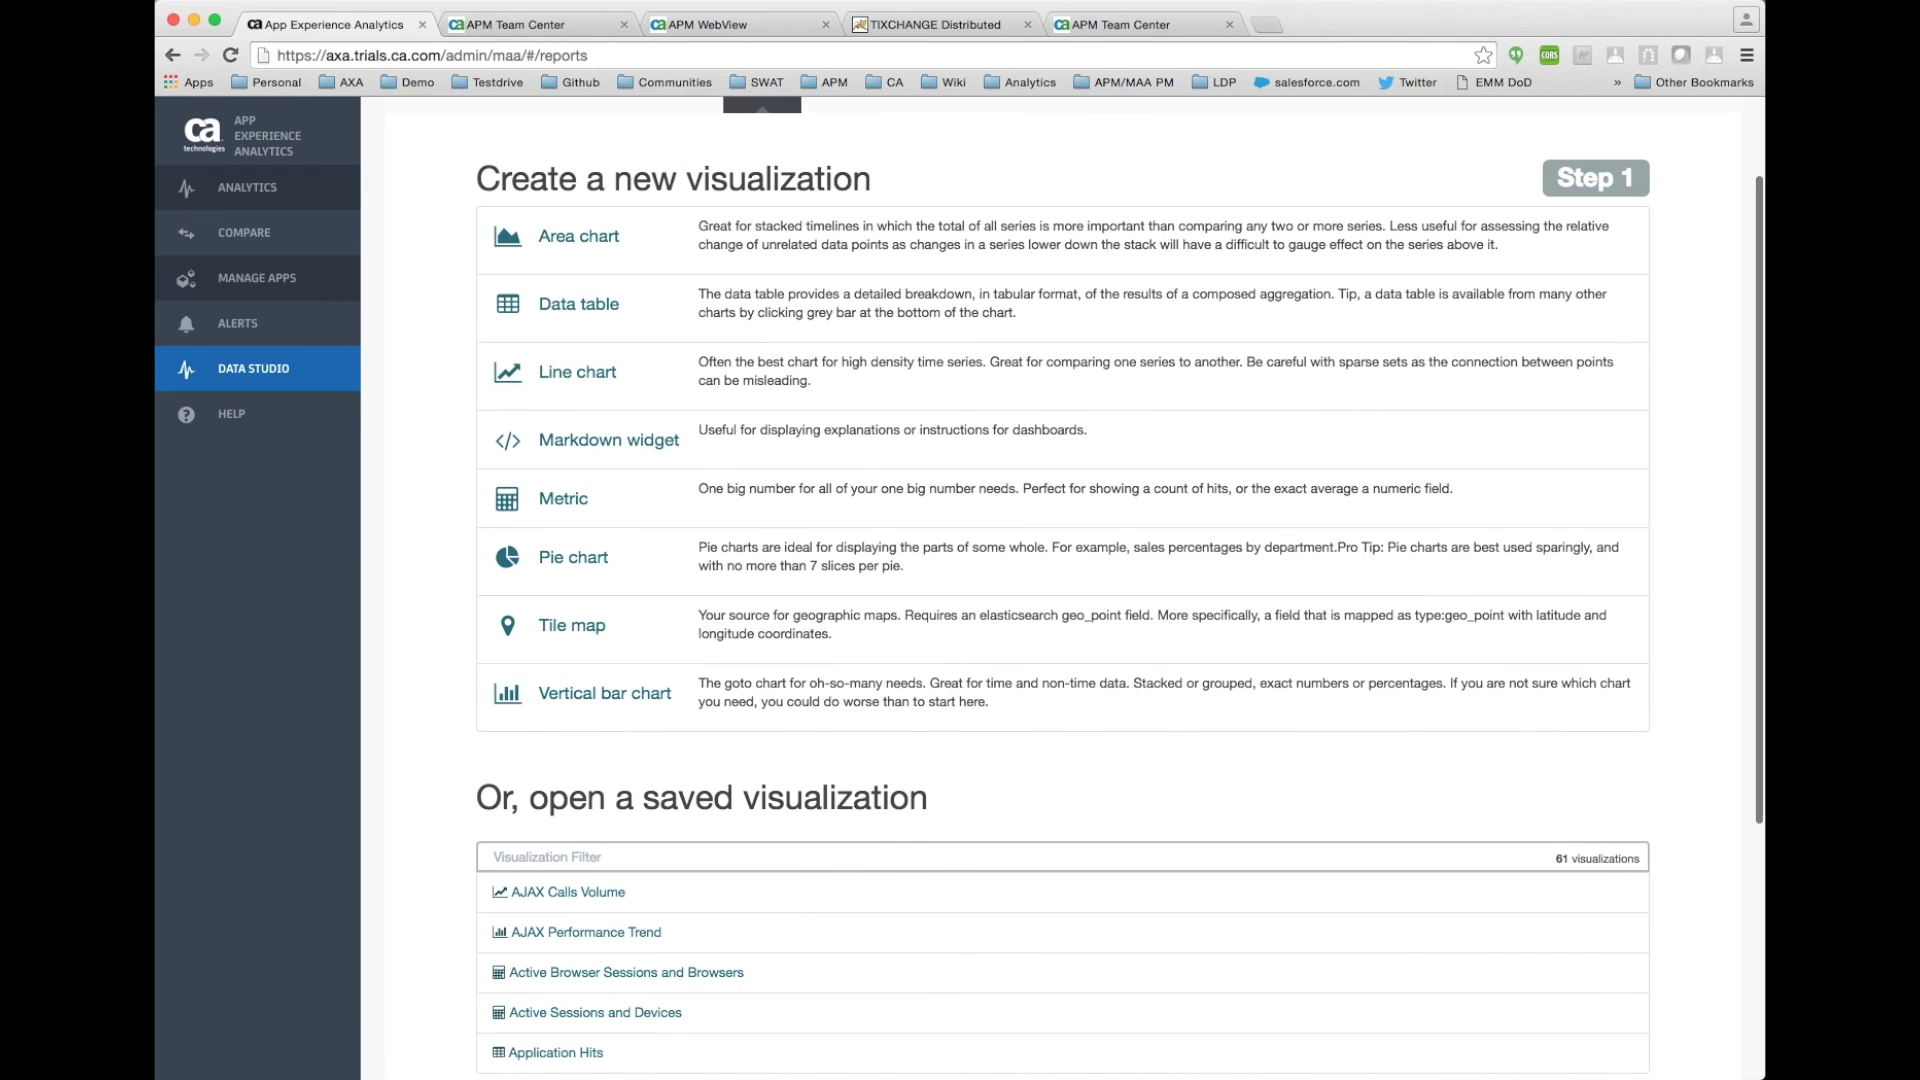 App Experience Analytics
APM Team Center
APM WebView
TIXCHANGE Distributed
APM Team Center
https://axa.trials.ca.com/admin/maa/#/reports
CORS
Apps
Personal
AXA
Demo
Testdrive
Github
Communities
SWAT
APM
CA
Wiki
Analytics
APM/MAA PM
LDP
salesforce.com
Twitter
EMM DoD
»
Other Bookmarks
ca
technologies
APP
EXPERIENCE
ANALYTICS
ANALYTICS
COMPARE
MANAGE APPS
ALERTS
DATA STUDIO
HELP
Create a new visualization
Step 1
Area chart
Great for stacked timelines in which the total of all series is more important than comparing any two or more series. Less useful for assessing the relative
change of unrelated data points as changes in a series lower down the stack will have a difficult to gauge effect on the series above it.
Data table
The data table provides a detailed breakdown, in tabular format, of the results of a composed aggregation. Tip, a data table is available from many other
charts by clicking grey bar at the bottom of the chart.
Line chart
Often the best chart for high density time series. Great for comparing one series to another. Be careful with sparse sets as the connection between points
can be misleading.
Markdown widget
Useful for displaying explanations or instructions for dashboards.
Metric
One big number for all of your one big number needs. Perfect for showing a count of hits, or the exact average a numeric field.
Pie chart
Pie charts are ideal for displaying the parts of some whole. For example, sales percentages by department.Pro Tip: Pie charts are best used sparingly, and
with no more than 7 slices per pie.
Tile map
Your source for geographic maps. Requires an elasticsearch geo_point field. More specifically, a field that is mapped as type:geo_point with latitude and
longitude coordinates.
Vertical bar chart
The goto chart for oh-so-many needs. Great for time and non-time data. Stacked or grouped, exact numbers or percentages. If you are not sure which chart
you need, you could do worse than to start here.
Or, open a saved visualization
Visualization Filter
61 visualizations
AJAX Calls Volume
AJAX Performance Trend
Active Browser Sessions and Browsers
Active Sessions and Devices
Application Hits